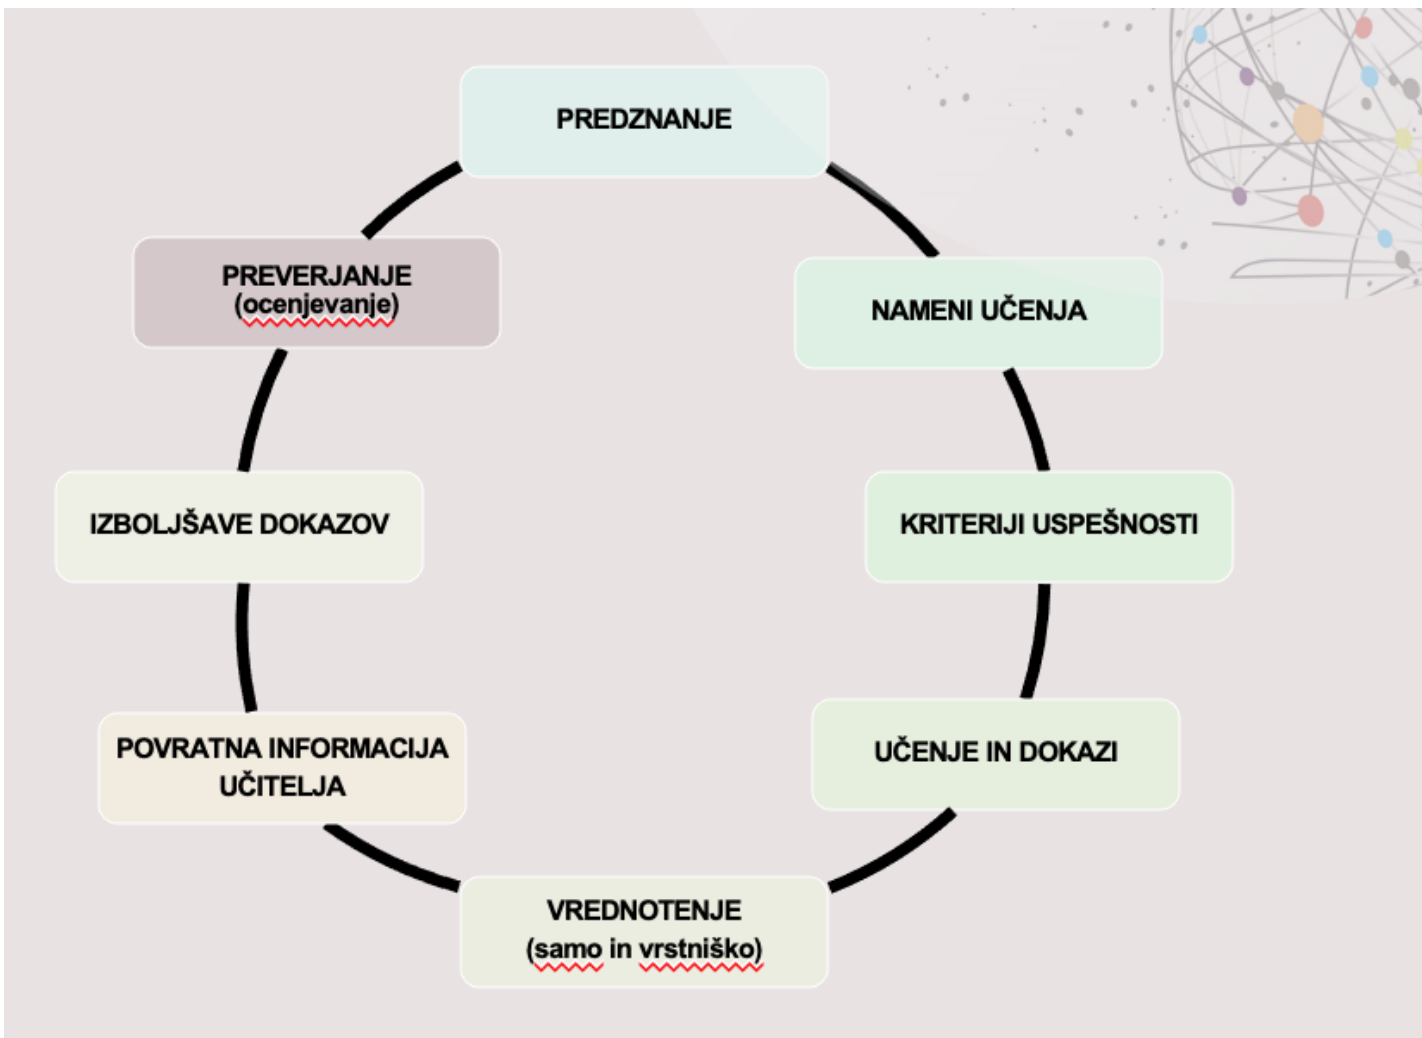 PREDZNANJE
NAMENI UČENJA
KRITERIJI USPEŠNOSTI
UČENJE IN DOKAZI
VREDNOTENJE
(samo in vrstniško)
POVRATNA INFORMACIJA
UČITELJA
IZBOLJŠAVE DOKAZOV
PREVERJANJE
(ocenjevanje)